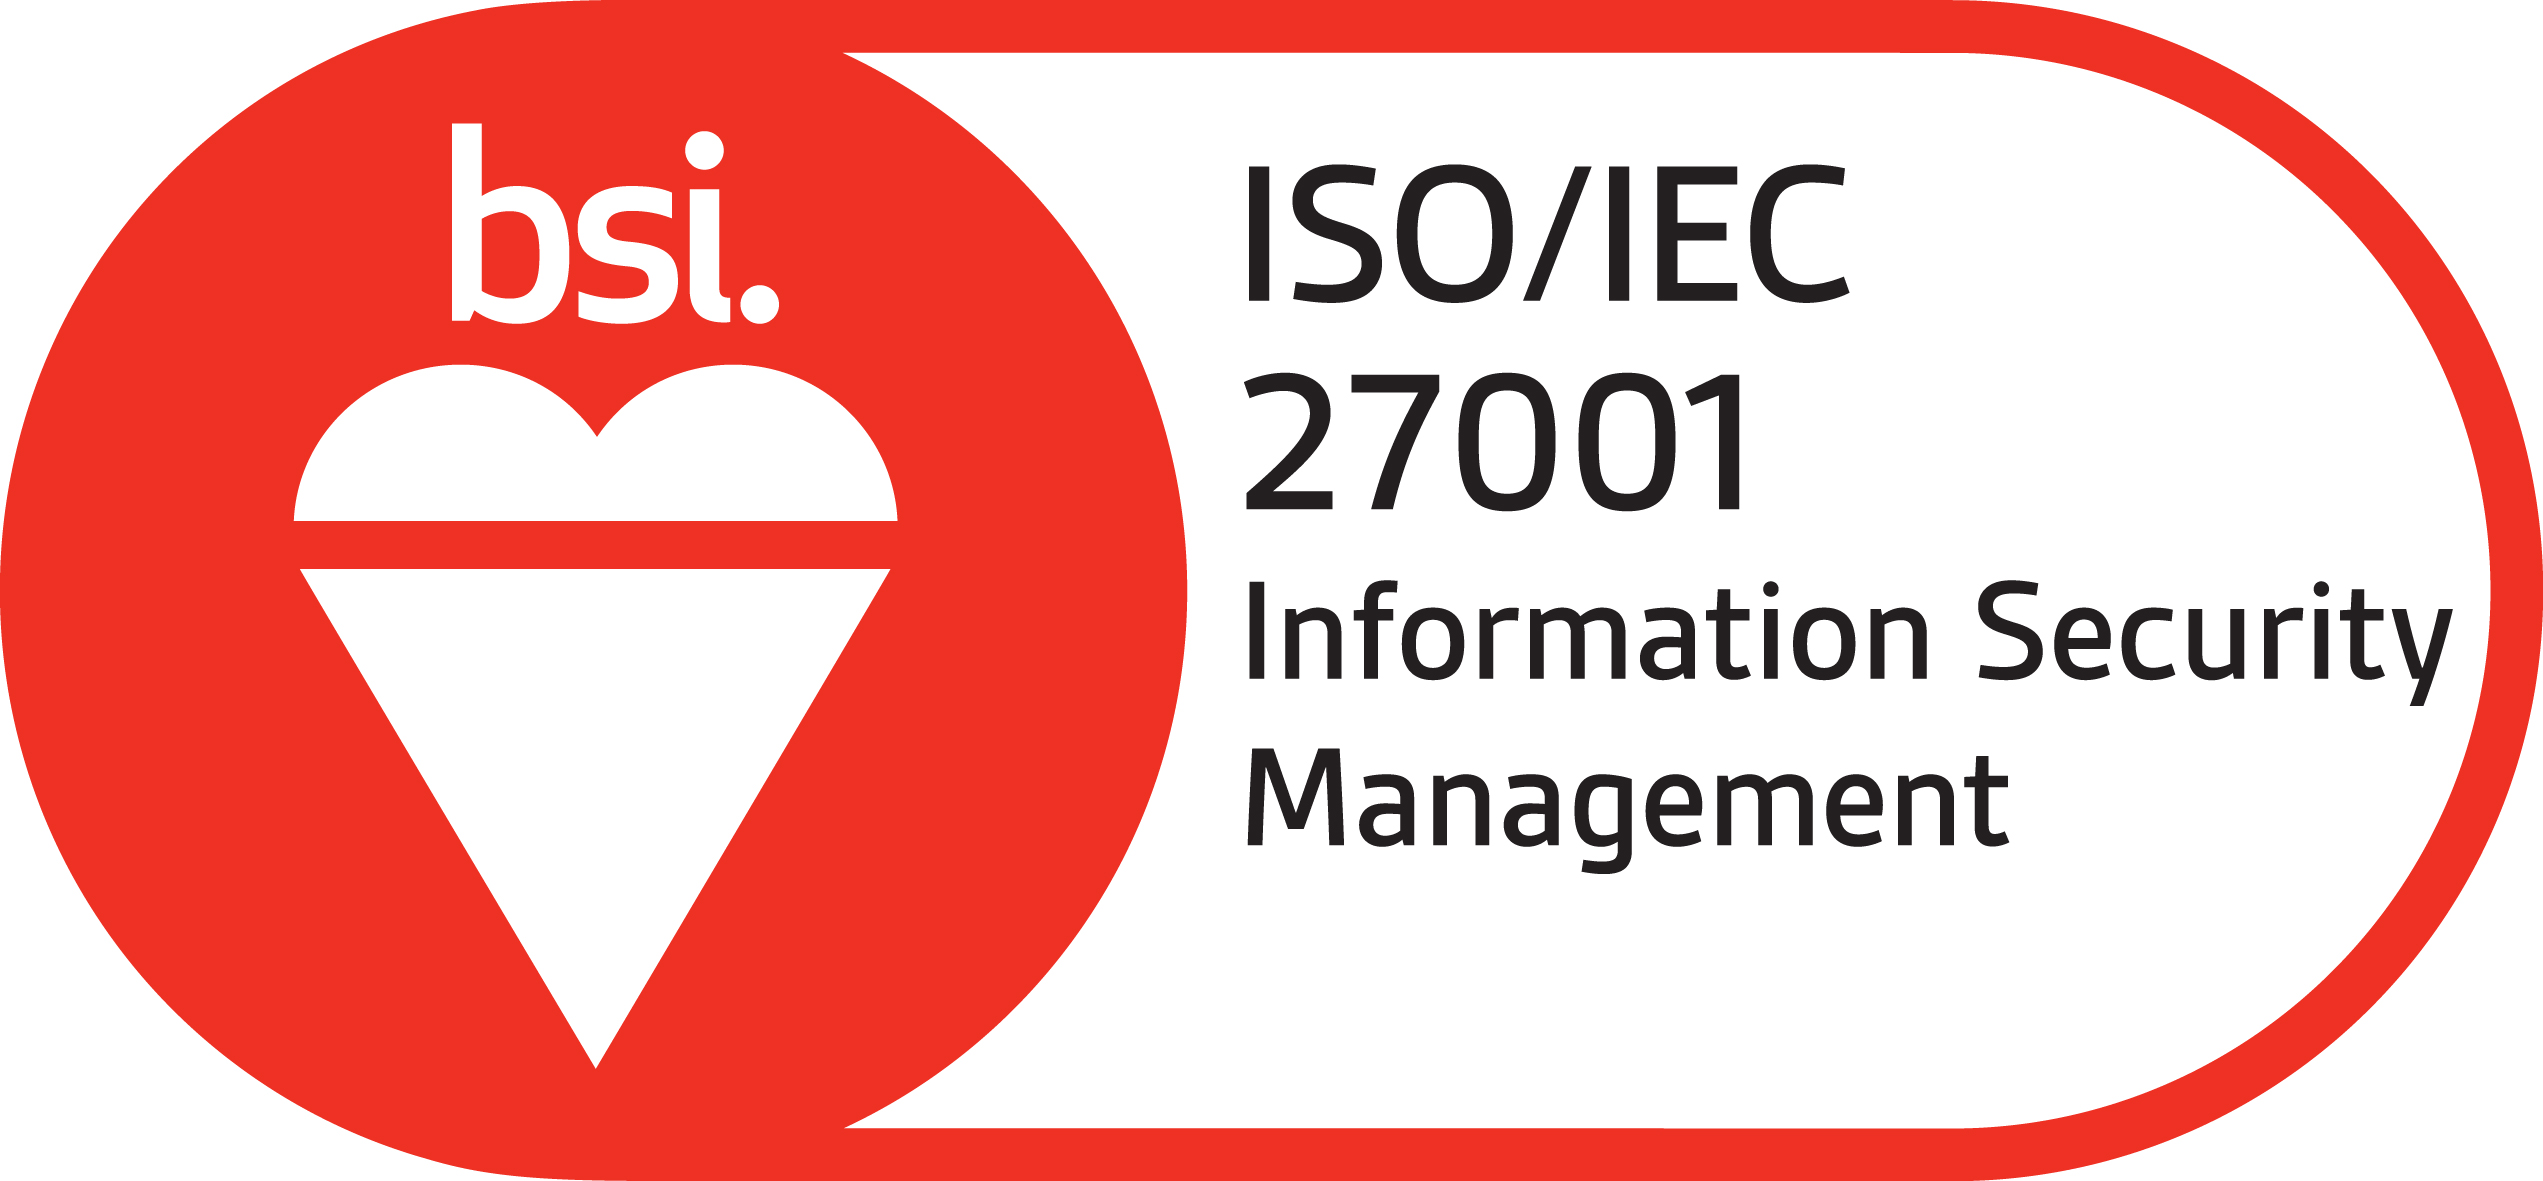 bsi.
ISO/IEC
27001
Information Security
Management